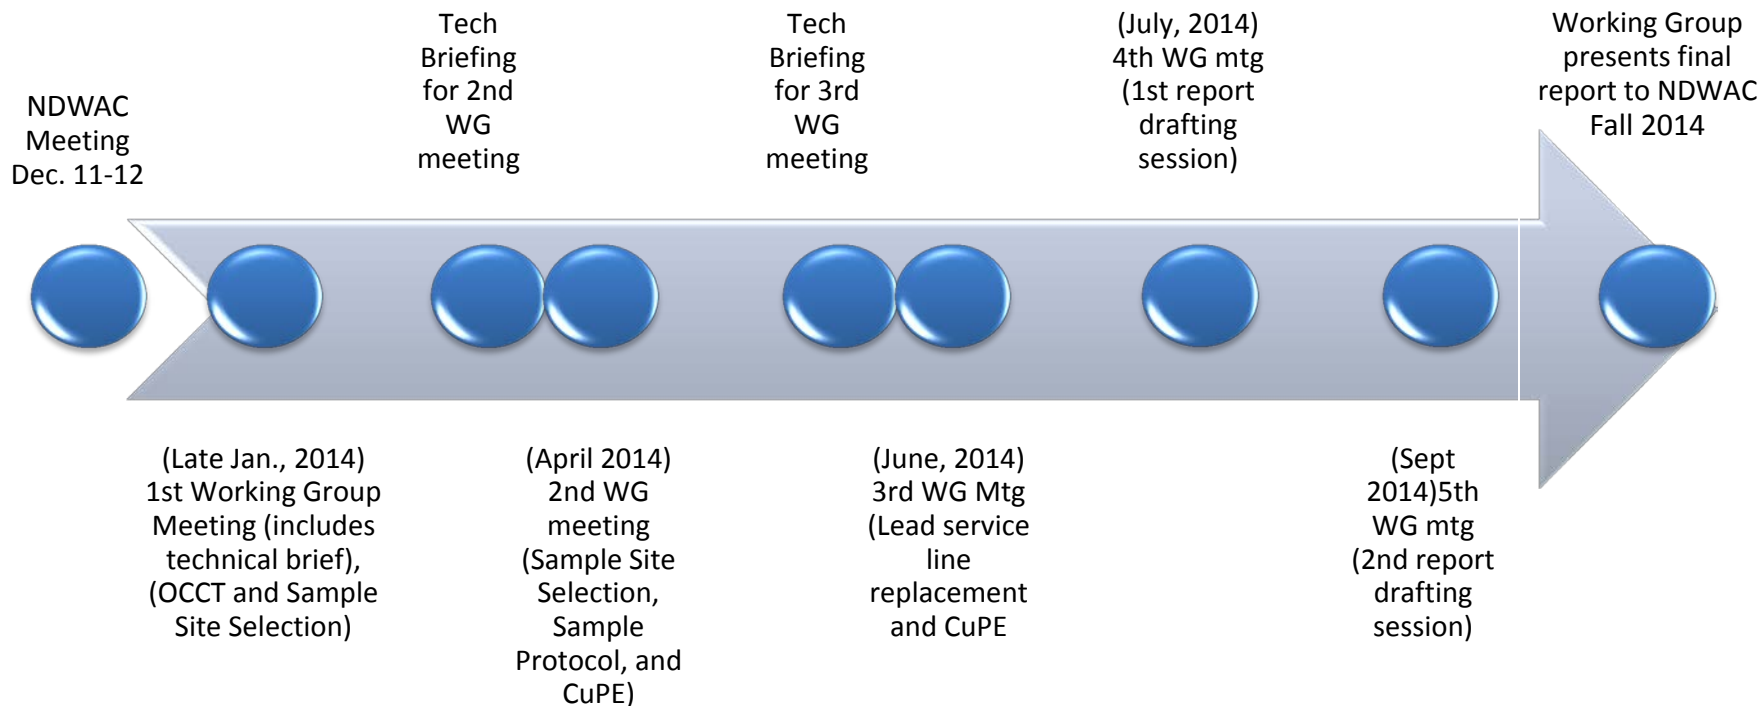 NDWAC
Meeting
Dec. 11-12
(Late Jan., 2014)
1st Working Group
Meeting (includes
technical brief),
(OCCT and Sample
Site Selection)
Tech
Briefing
for 2nd
WG
meeting
(April 2014)
2nd WG
meeting
(Sample Site
Selection,
Sample
Protocol, and
CuPE)
Tech
Briefing
for 3rd
WG
meeting
(June, 2014)
3rd WG Mtg
(Lead service
line
replacement
and CuPE
(July, 2014)
4th WG mtg
(1st report
drafting
session)
(Sept
2014)5th
WG mtg
(2nd report
drafting
session)
Working Group
presents final
report to NDWAC
Fall 2014